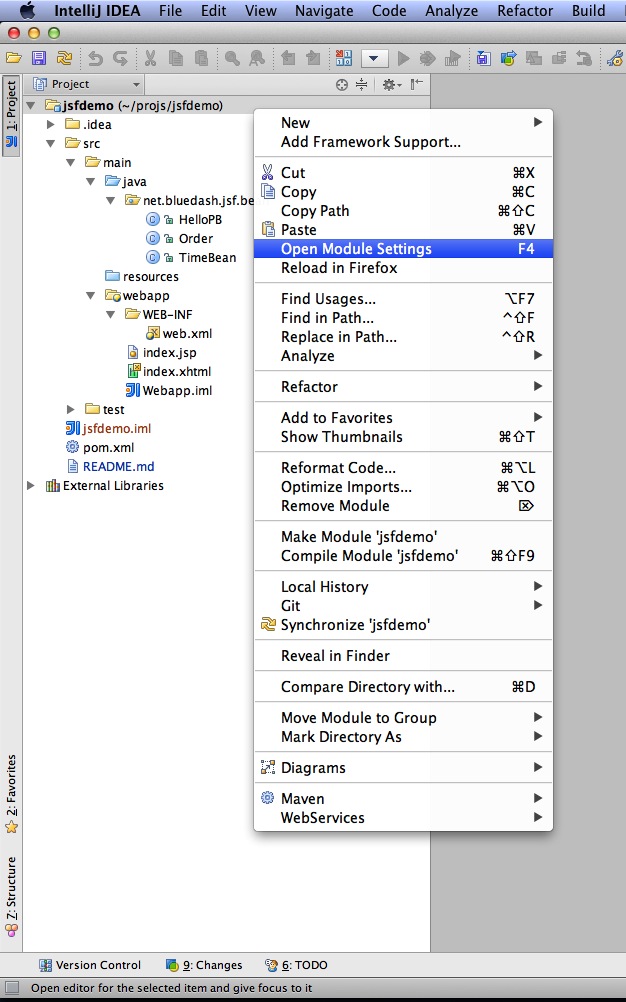 IntelliJ IDEA File Edit View Navigate Code Analyze Refactor Build
Project
1: Project
jsfdemo (~/projs/jsfdemo)
.idea
src
main
java
net.bluedash.jsf.be
HelloPB
Order
TimeBean
resources
webapp
WEB-INF
web.xml
index.jsp
index.xhtml
Webapp.iml
test
jsfdemo.iml
pom.xml
README.md
External Libraries
New
Add Framework Support...
Cut ⌘X
Copy ⌘C
Copy Path ⌘⇧C
Paste ⌘V
Open Module Settings F4
Reload in Firefox
Find Usages... ⌥F7
Find in Path... ^⇧F
Replace in Path... ^⇧R
Analyze
Refactor
Add to Favorites
Show Thumbnails ⌘⇧T
Reformat Code... ⌘⌥L
Optimize Imports... ⌘⌥O
Remove Module ⌦
Make Module 'jsfdemo'
Compile Module 'jsfdemo' ⌘⇧F9
Local History
Git
Synchronize 'jsfdemo'
Reveal in Finder
Compare Directory with... ⌘D
Move Module to Group
Mark Directory As
Diagrams
Maven
WebServices
2: Favorites
Z: Structure
Version Control 9: Changes 6: TODO
Open editor for the selected item and give focus to it